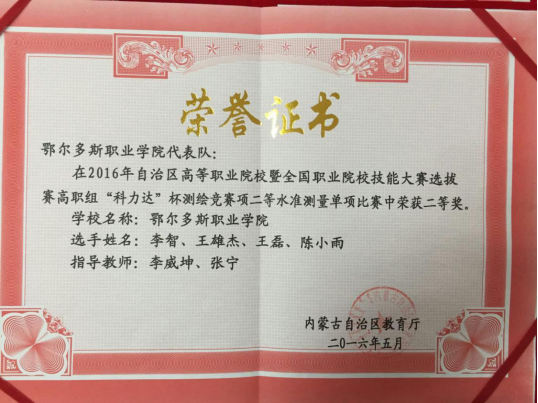 荣誉证书
鄂尔多斯职业学院代表队：
在2016年自治区高等职业院校暨全国职业院校技能大赛选拔
赛高职组“科力达”杯测绘竞赛项二等水准测量单项比赛中荣获二等奖。
学校名称：鄂尔多斯职业学院
选手姓名：李智、王雄杰、王磊、陈小雨
指导教师：李威坤、张宁
内蒙古自治区教育厅
二〇一六年五月